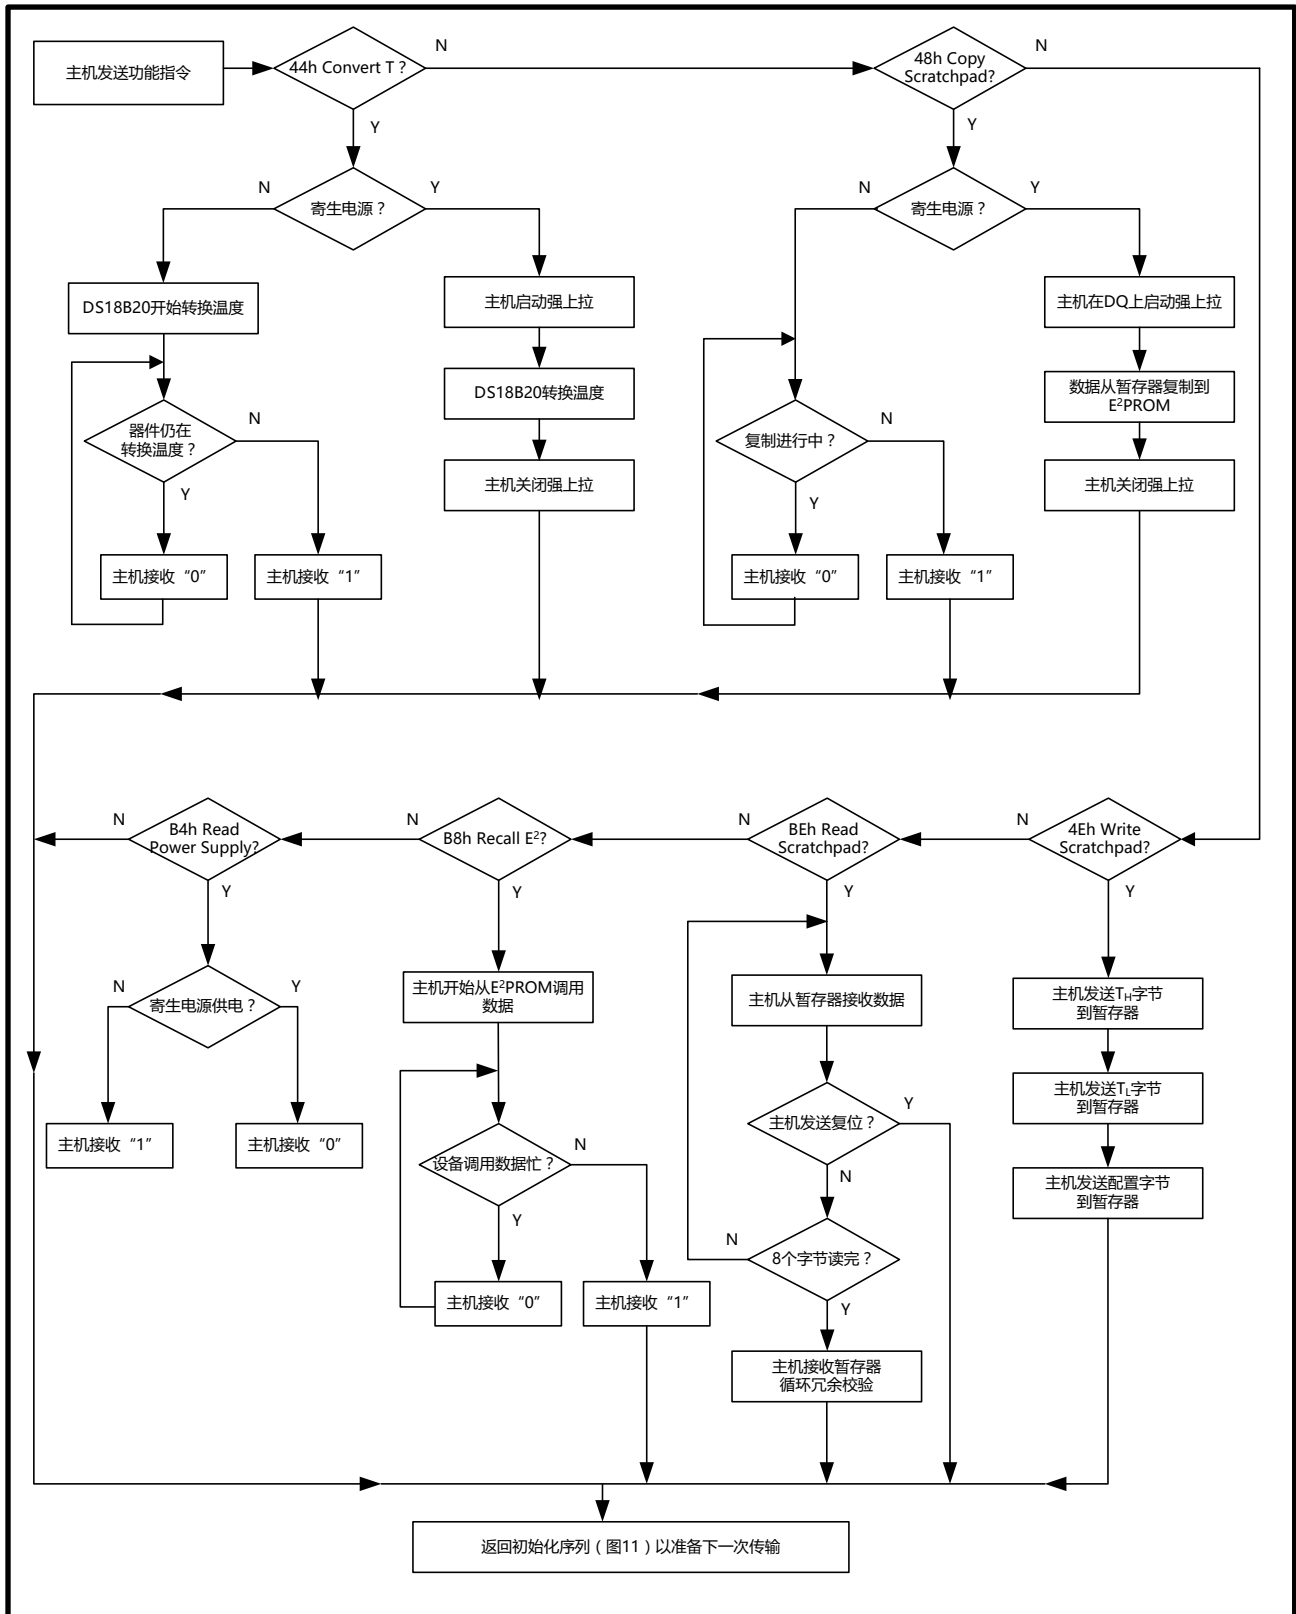 主机发送功能指令
44h Convert T？
N
48h Copy
Scratchpad?
N
Y
Y
N
寄生电源？
Y
N
寄生电源？
Y
DS18B20开始转换温度
主机启动强上拉
主机在DQ上启动强上拉
DS18B20转换温度
数据从暂存器复制到
E²PROM
器件仍在
转换温度？
N
Y
复制进行中？
N
Y
主机关闭强上拉
主机关闭强上拉
主机接收“0”
主机接收“1”
主机接收“0”
主机接收“1”
N
B4h Read
Power Supply?
N
B8h Recall E²?
N
BEh Read
Scratchpad?
N
4Eh Write
Scratchpad?
Y
Y
Y
Y
N
寄生电源供电？
Y
主机开始从E²PROM调用
数据
主机从暂存器接收数据
主机发送TH字节
到暂存器
主机发送TL字节
到暂存器
主机接收“1”
主机接收“0”
设备调用数据忙？
N
Y
主机发送复位？
Y
N
主机发送配置字节
到暂存器
N
8个字节读完？
Y
主机接收“0”
主机接收“1”
主机接收暂存器
循环冗余校验
返回初始化序列（图11）以准备下一次传输